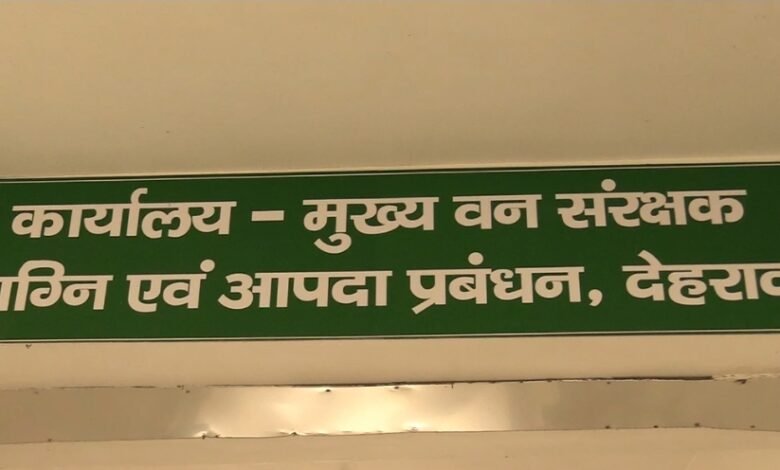 कार्यालय - मुख्य वन संरक्षक
एवं आपदा प्रबंधन,